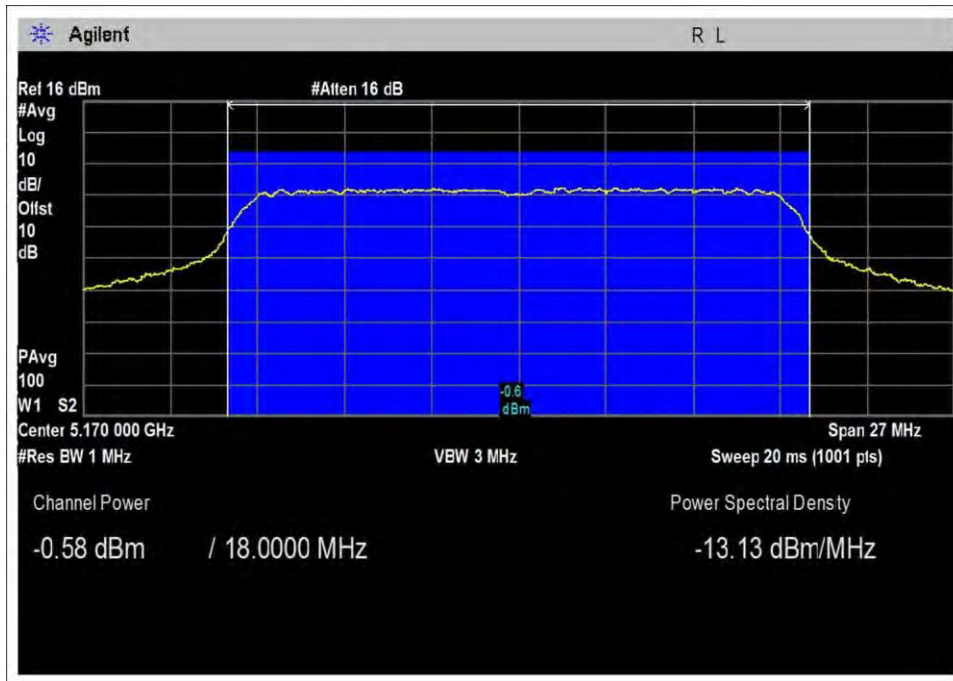 Agilent R L
Ref 16 dBm #Atten 16 dB
#Avg
Log
10
dB/
Offst
10
dB
PAvg
100
W1 S2
-0.6
dBm
Center 5.170 000 GHz Span 27 MHz
#Res BW 1 MHz VBW 3 MHz Sweep 20 ms (1001 pts)
Channel Power Power Spectral Density
-0.58 dBm / 18.0000 MHz -13.13 dBm/MHz